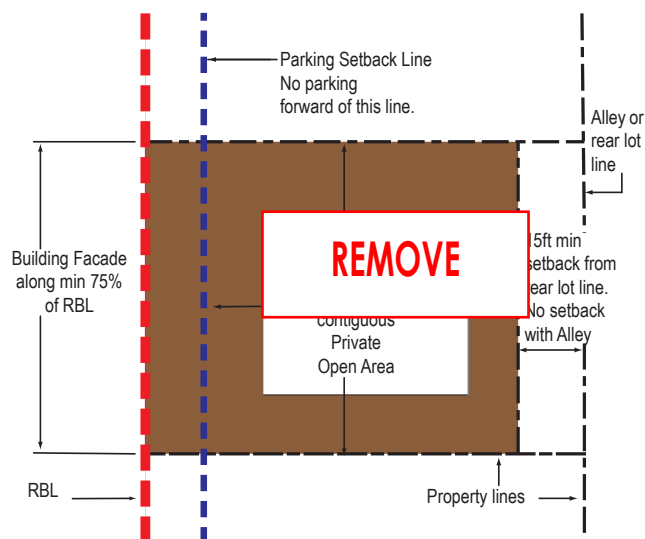 Parking Setback Line
No parking
forward of this line.
Alley or
rear lot
line
Building Facade
along min 75%
of RBL
REMOVE
15ft min
setback from
rear lot line.
No setback
with Alley
contiguous
Private
Open Area
RBL
Property lines